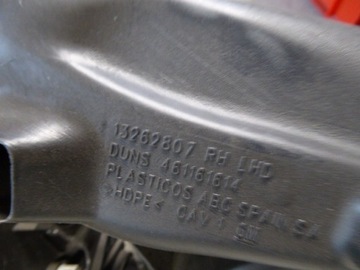 13262807 RH LHD
DUNS 461161614
PLASTICOS ABC SPAIN SA
>HDPE< CAV 1